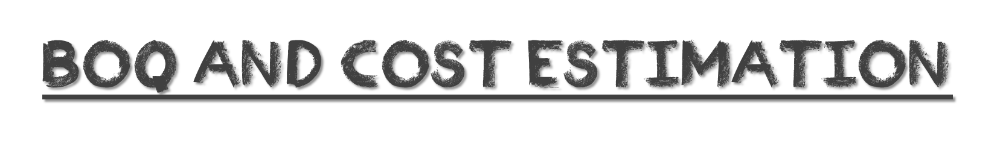 BOQ AND COST ESTIMATION